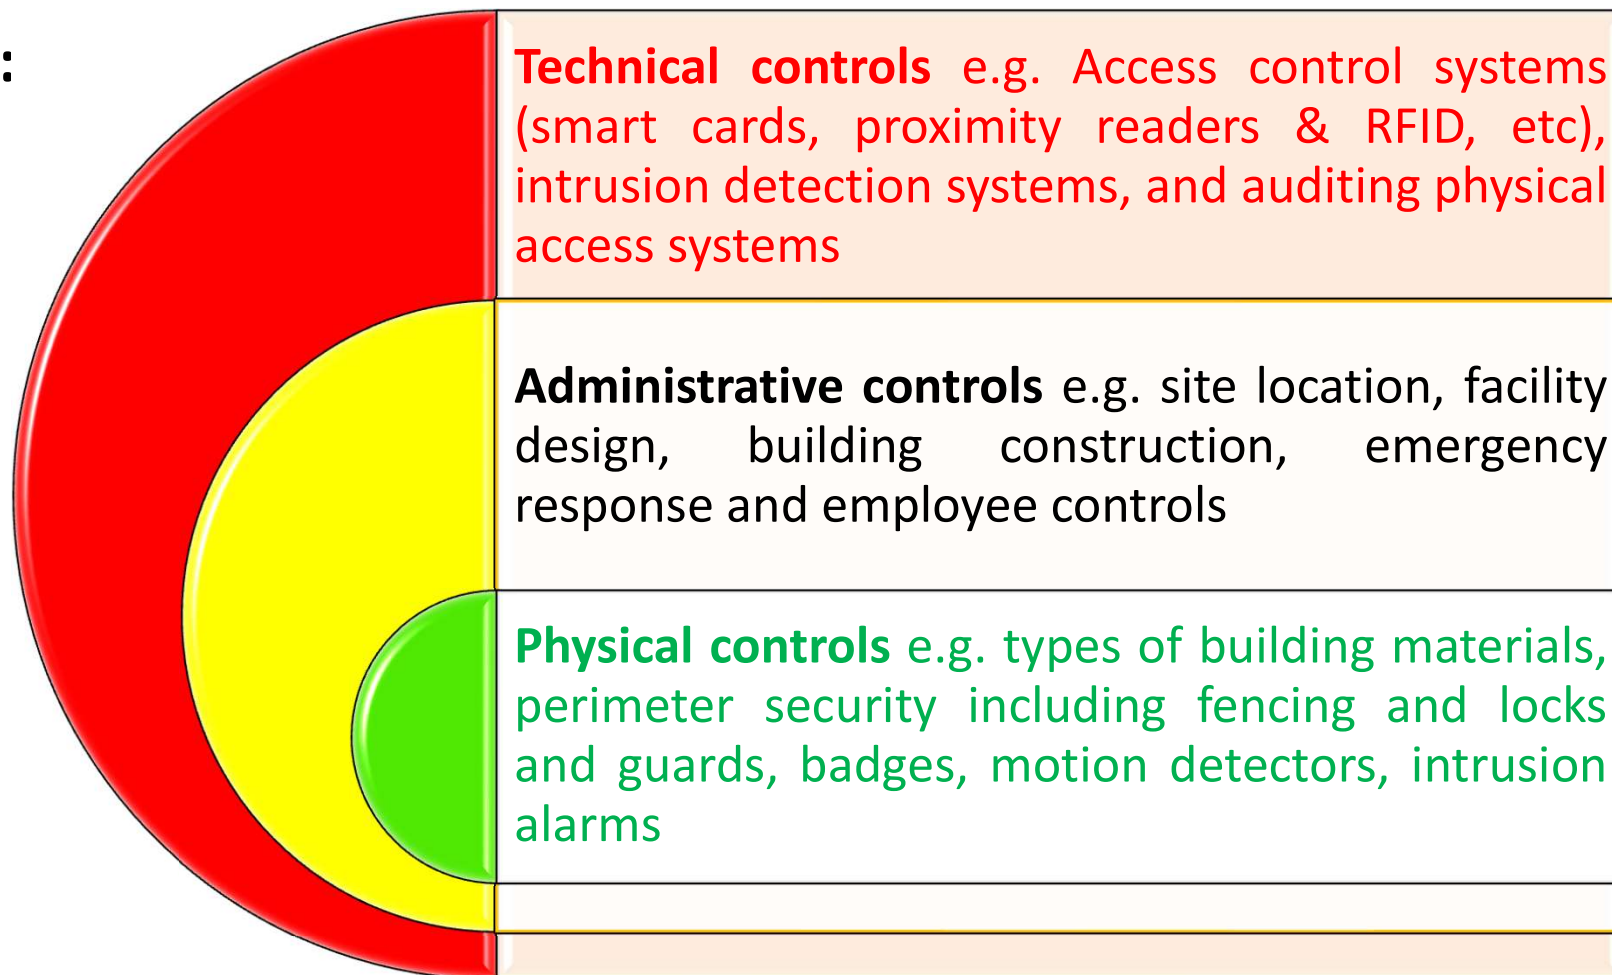 :
Technical controls e.g. Access control systems
(smart cards, proximity readers & RFID, etc),
intrusion detection systems, and auditing physical
access systems
Administrative controls e.g. site location, facility
design, building construction, emergency
response and employee controls
Physical controls e.g. types of building materials,
perimeter security including fencing and locks
and guards, badges, motion detectors, intrusion
alarms